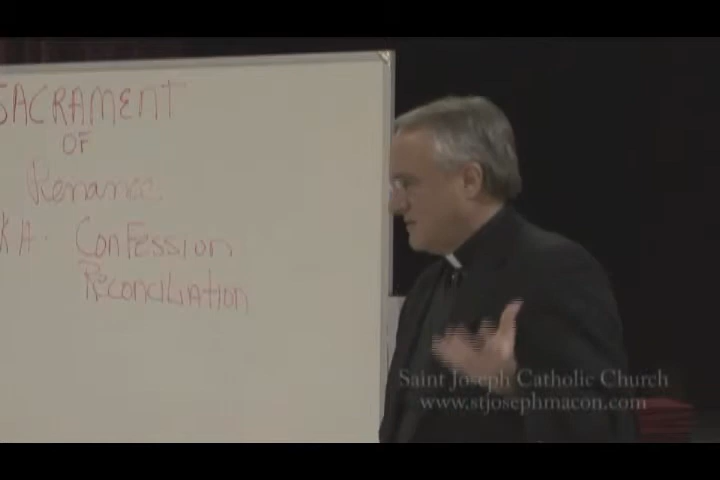 SACRAMENT
OF
Penance
KA. Confession
Reconciliation
Saint Joseph Catholic Church
www.stjosephmacon.com